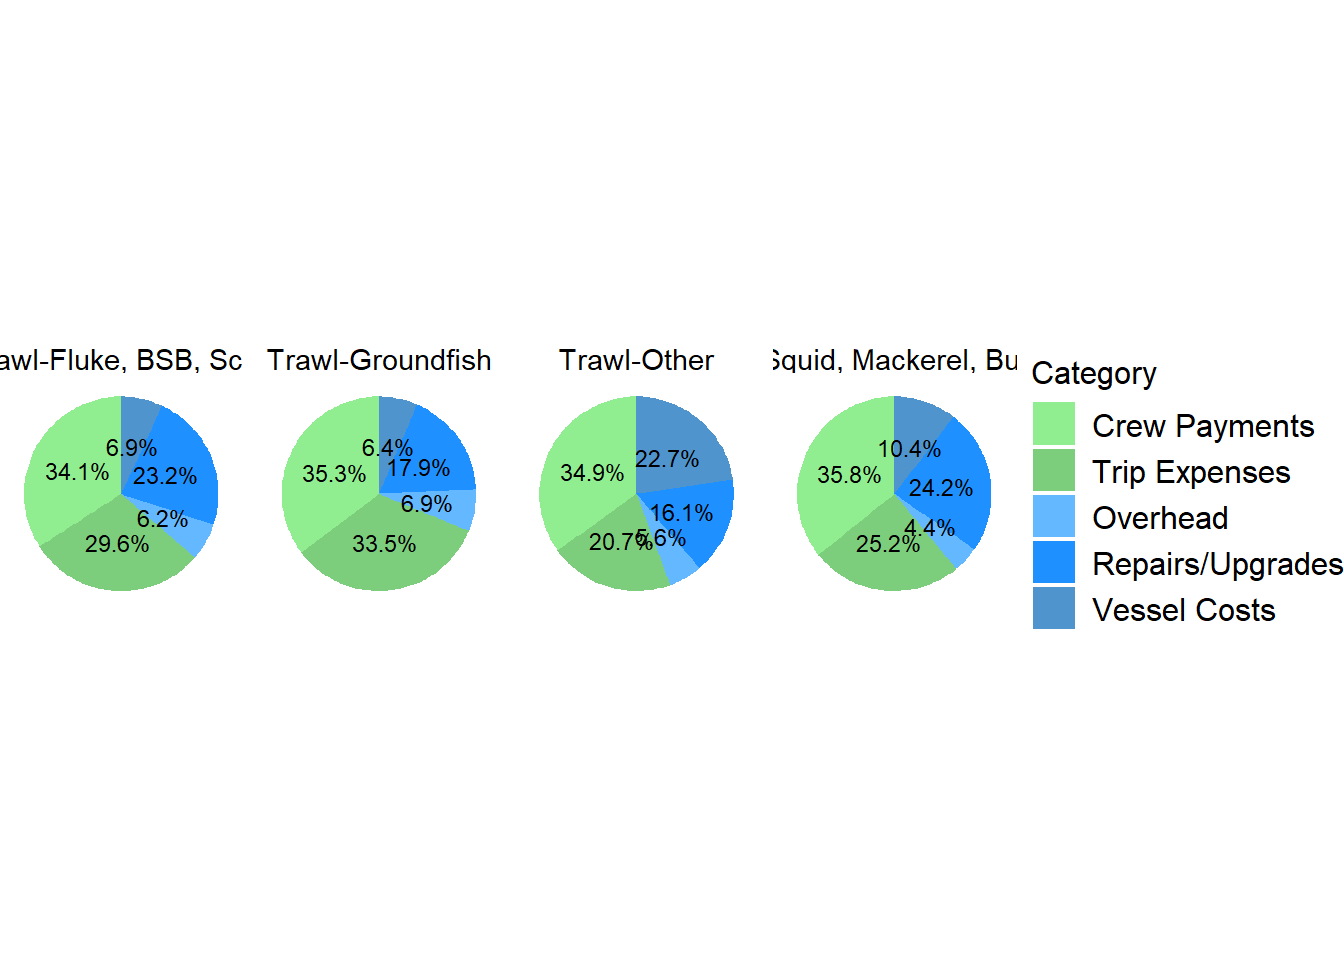 awl-Fluke, BSB, Sc
6.9%
34.1%
23.2%
6.2%
29.6%
Trawl-Groundfish
6.4%
35.3%
17.9%
6.9%
33.5%
Trawl-Other
22.7%
34.9%
16.1%
5.6%
20.7%
Squid, Mackerel, Bu
10.4%
35.8%
24.2%
4.4%
25.2%
Category
Crew Payments
Trip Expenses
Overhead
Repairs/Upgrades
Vessel Costs